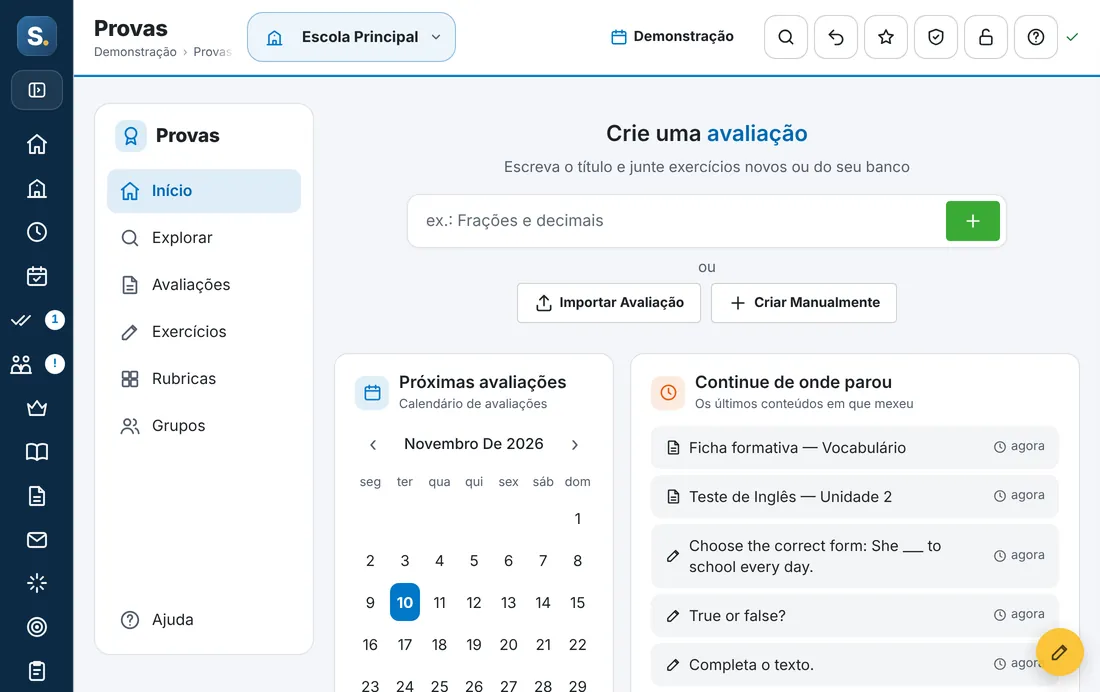 S.
Provas
Demonstração › Provas
Escola Principal
Demonstração
1
!
Provas
Início
Explorar
Avaliações
Exercícios
Rubricas
Grupos
Ajuda
Crie uma avaliação
Escreva o título e junte exercícios novos ou do seu banco
ex.: Frações e decimais
ou
Importar Avaliação
Criar Manualmente
Próximas avaliações
Calendário de avaliações
Novembro De 2026
seg ter qua qui sex sáb dom
1
2 3 4 5 6 7 8
9 10 11 12 13 14 15
16 17 18 19 20 21 22
23 24 25 26 27 28 29
Continue de onde parou
Os últimos conteúdos em que mexeu
Ficha formativa — Vocabulário agora
Teste de Inglês — Unidade 2 agora
Choose the correct form: She ___ to
school every day. agora
True or false? agora
Completa o texto. agora